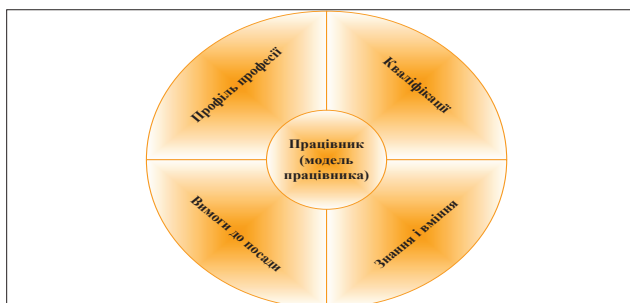 Профіль професії
Кваліфікації
Працівник
(модель
працівника)
Вимоги до посади
Знання і вміння